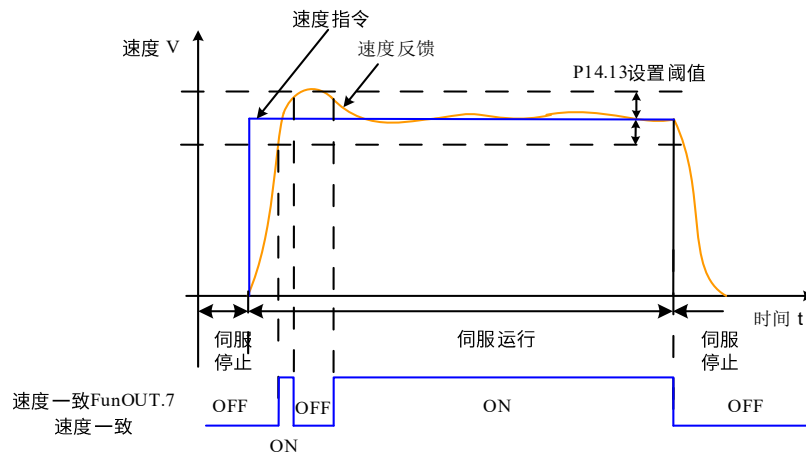 速度指令
速度 V
速度反馈
P14.13设置阈值
时间 t
伺服
停止
伺服运行
伺服
停止
速度一致FunOUT.7
速度一致
OFF
OFF
ON
OFF
ON